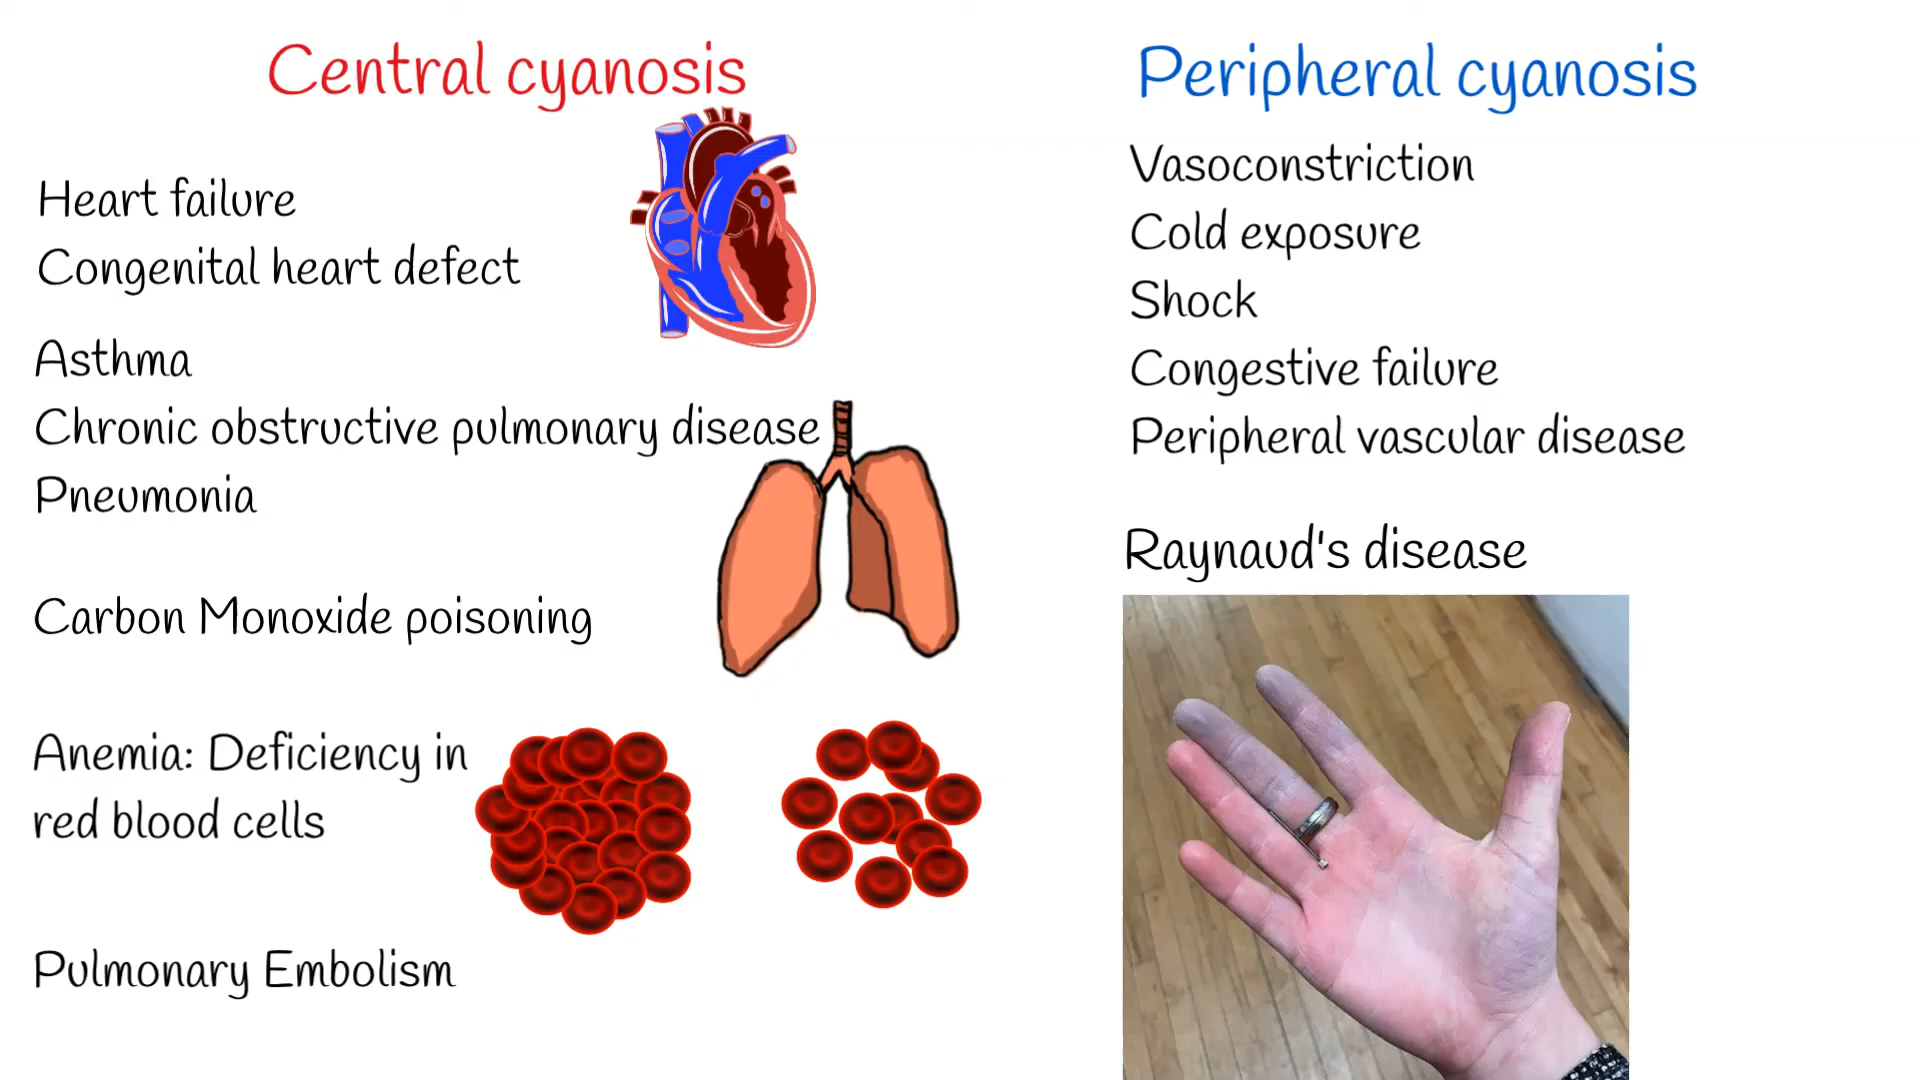 Central cyanosis
Heart failure
Congenital heart defect
Asthma
Chronic obstructive pulmonary disease
Pneumonia
Carbon Monoxide poisoning
Anemia: Deficiency in
red blood cells
Pulmonary Embolism
Peripheral cyanosis
Vasoconstriction
Cold exposure
Shock
Congestive failure
Peripheral vascular disease
Raynaud's disease